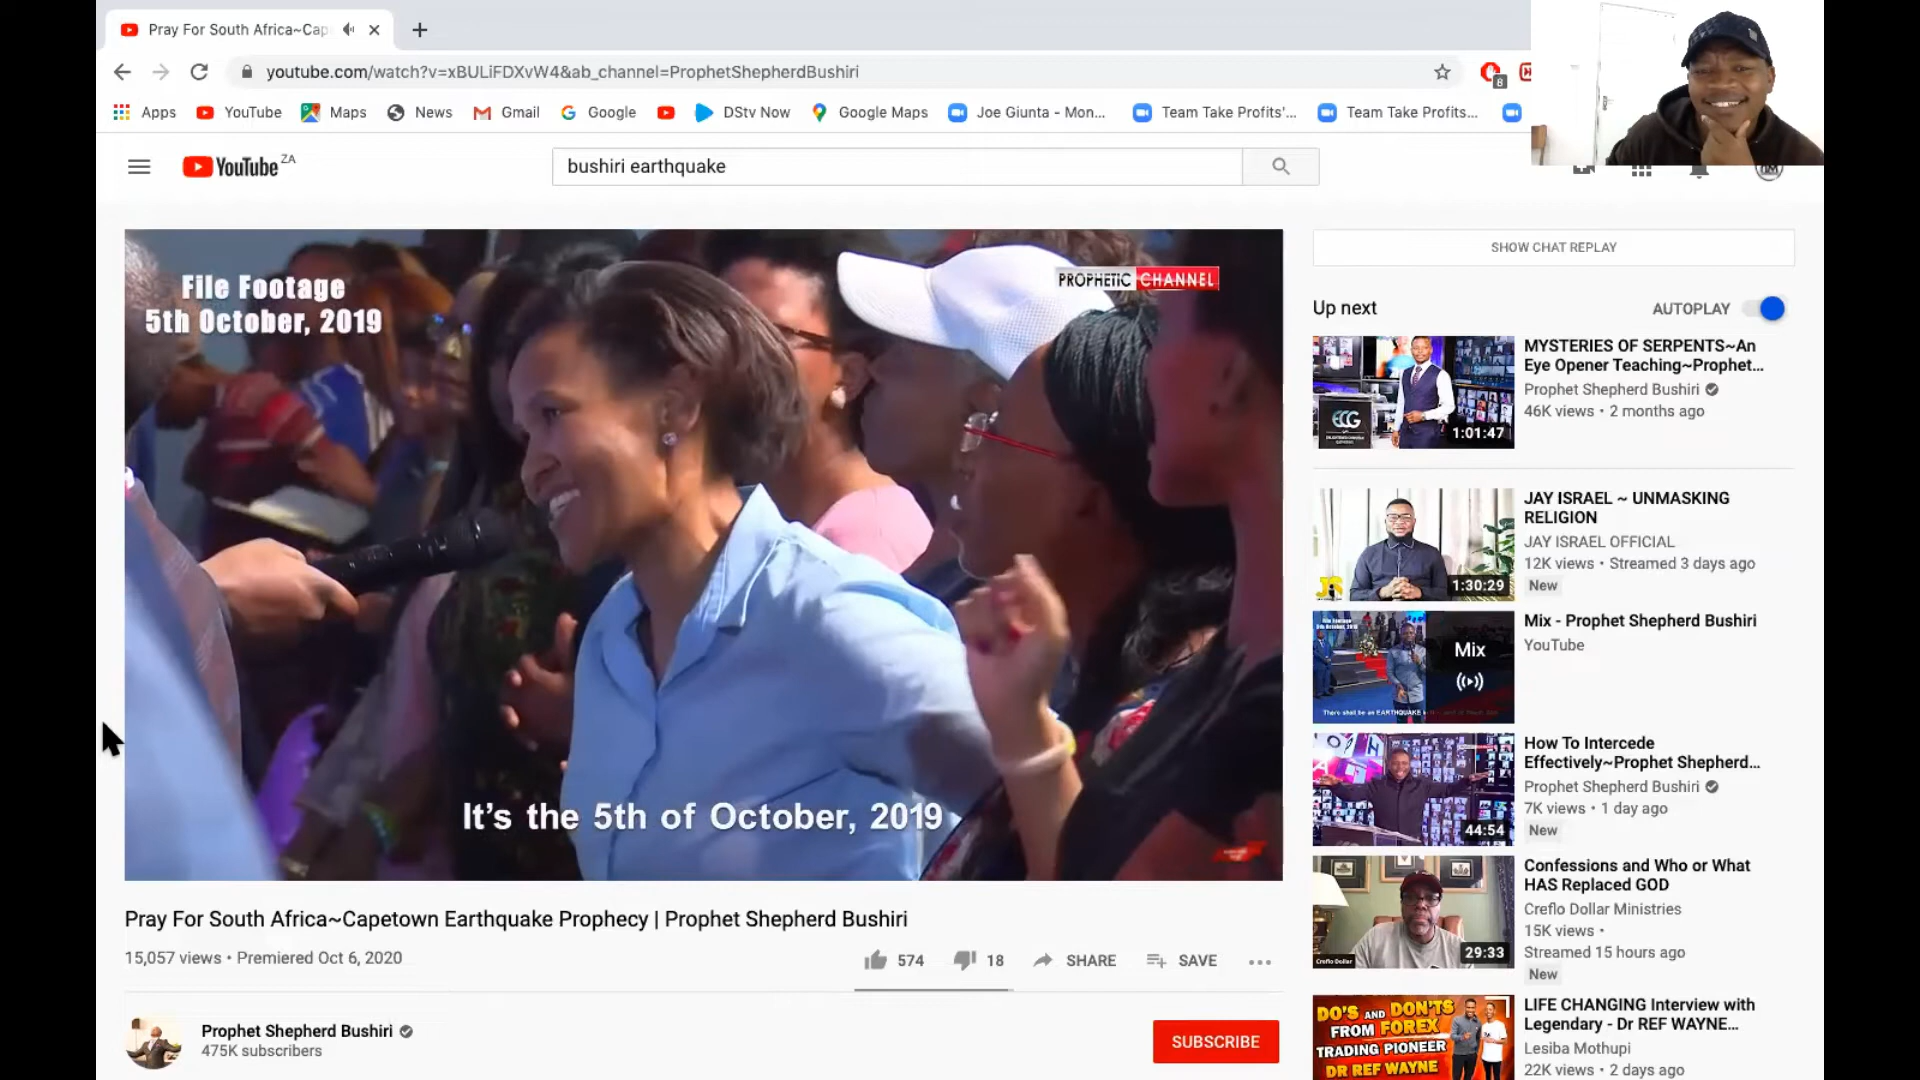 Pray For South Africa~Cap
youtube.com/watch?v=xBULiFDXvW4&ab_channel=ProphetShepherdBushiri
8
Apps
YouTube
Maps
News
Gmail
Google
DStv Now
Google Maps
Joe Giunta - Mon...
Team Take Profits'...
Team Take Profits...
YouTube ZA
bushiri earthquake
File Footage
5th October, 2019
PROPHETIC CHANNEL
It's the 5th of October, 2019
Pray For South Africa~Capetown Earthquake Prophecy | Prophet Shepherd Bushiri
15,057 views • Premiered Oct 6, 2020
574
18
SHARE
SAVE
Prophet Shepherd Bushiri
475K subscribers
SUBSCRIBE
SHOW CHAT REPLAY
Up next
AUTOPLAY
ECG
1:01:47
MYSTERIES OF SERPENTS~An
Eye Opener Teaching~Prophet...
Prophet Shepherd Bushiri
46K views • 2 months ago
1:30:29
JAY ISRAEL ~ UNMASKING
RELIGION
JAY ISRAEL OFFICIAL
12K views • Streamed 3 days ago
New
File Footage
5th October, 2019
Mix
Mix - Prophet Shepherd Bushiri
YouTube
44:54
How To Intercede
Effectively~Prophet Shepherd...
Prophet Shepherd Bushiri
7K views • 1 day ago
New
Creflo Dollar
29:33
Confessions and Who or What
HAS Replaced GOD
Creflo Dollar Ministries
15K views •
Streamed 15 hours ago
New
DO'S AND DON'TS
FROM FOREX
TRADING PIONEER
DR REF WAYNE
LIFE CHANGING Interview with
Legendary - Dr REF WAYNE...
Lesiba Mothupi
22K views • 2 days ago